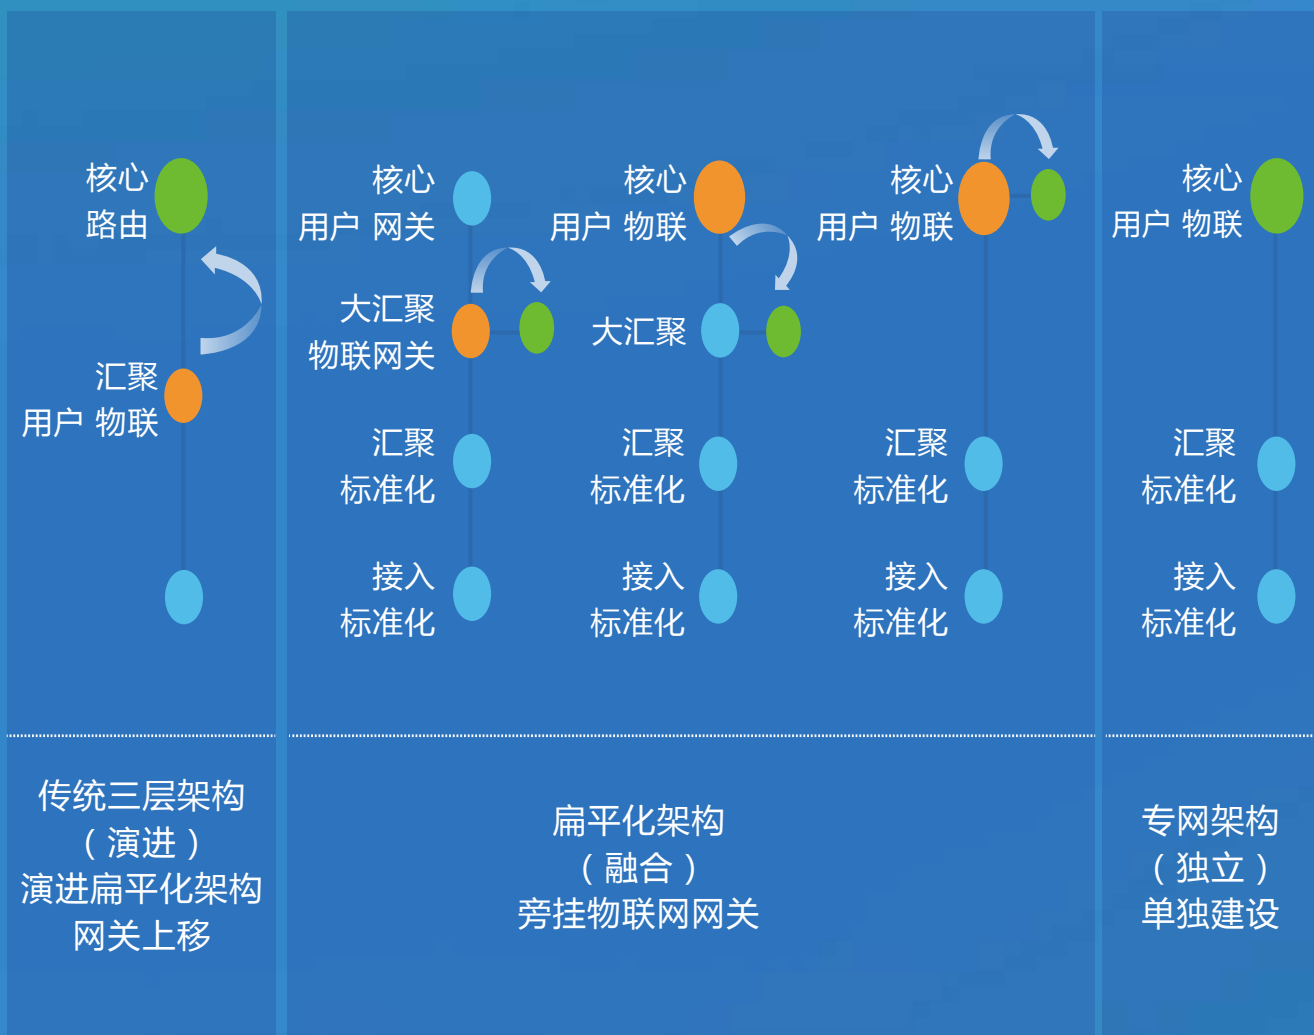 核心
路由
汇聚
用户 物联
核心
用户 网关
大汇聚
物联网关
汇聚
标准化
接入
标准化
核心
用户 物联
大汇聚
汇聚
标准化
接入
标准化
核心
用户 物联
汇聚
标准化
接入
标准化
核心
用户 物联
汇聚
标准化
接入
标准化
传统三层架构
（演进）
演进扁平化架构
网关上移
扁平化架构
（融合）
旁挂物联网网关
专网架构
（独立）
单独建设